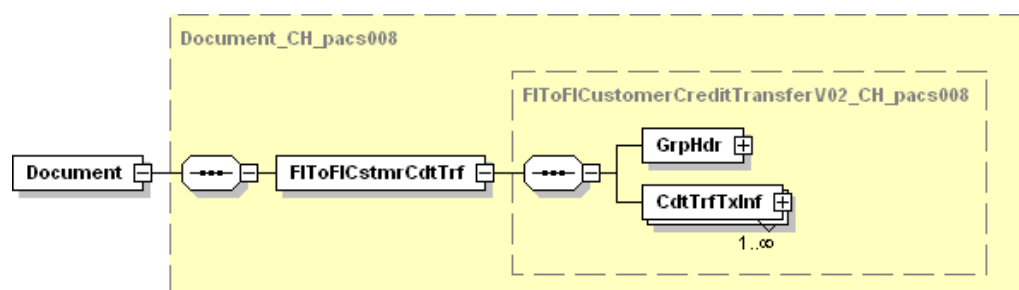 Document_CH_pacs008
FIToFICustomerCreditTransferV02_CH_pacs008
GrpHdr
Document
FIToFICstmrCdtTrf
CdtTrfTxInf
1..∞